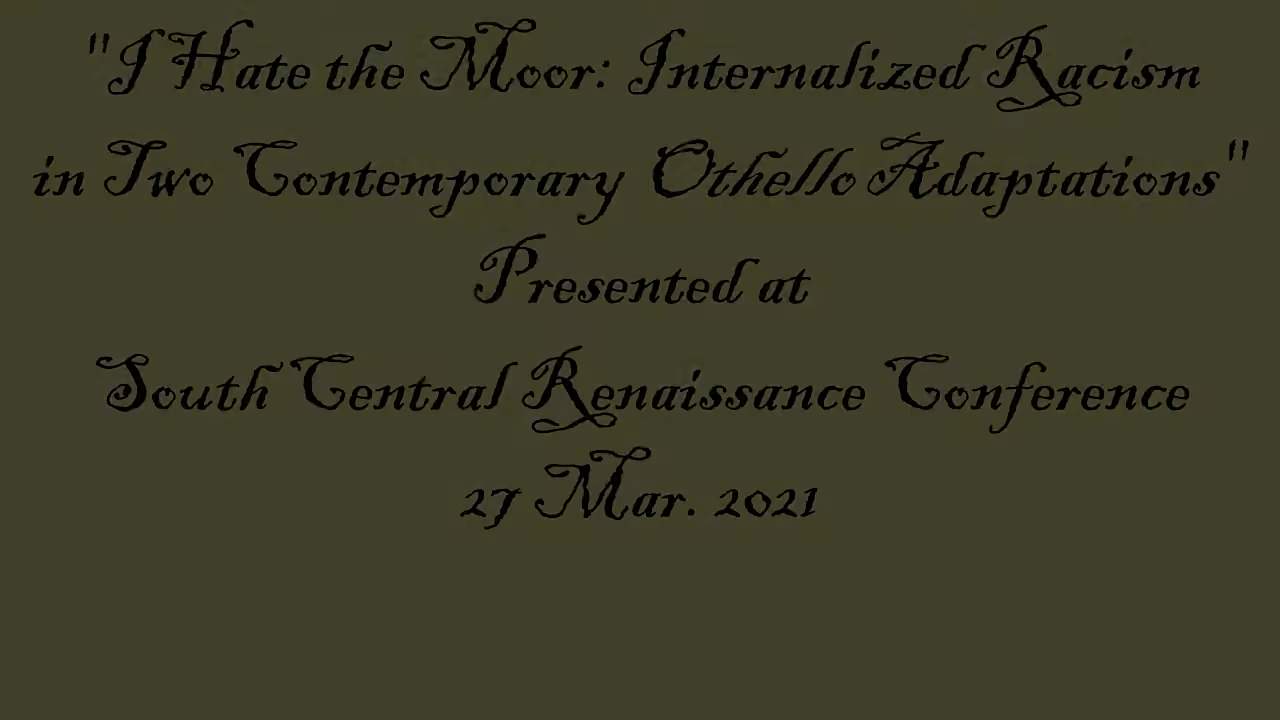 "I Hate the Moor: Internalized Racism
in Two Contemporary Othello Adaptations"
Presented at
South Central Renaissance Conference
27 Mar. 2021